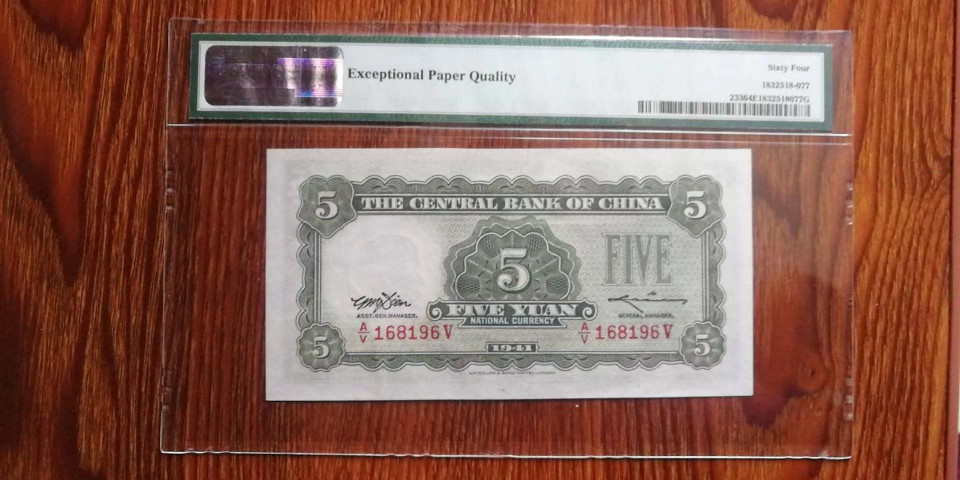 Exceptional Paper Quality
Sixty Four
1832518-077
23364E1832518077G
5 THE CENTRAL BANK OF CHINA 5
5
FIVE
ASST. GEN. MANAGER.
GENERAL MANAGER.
FIVE YUAN
NATIONAL CURRENCY
A/V 168196 V
A/V 168196 V
5 1941 5